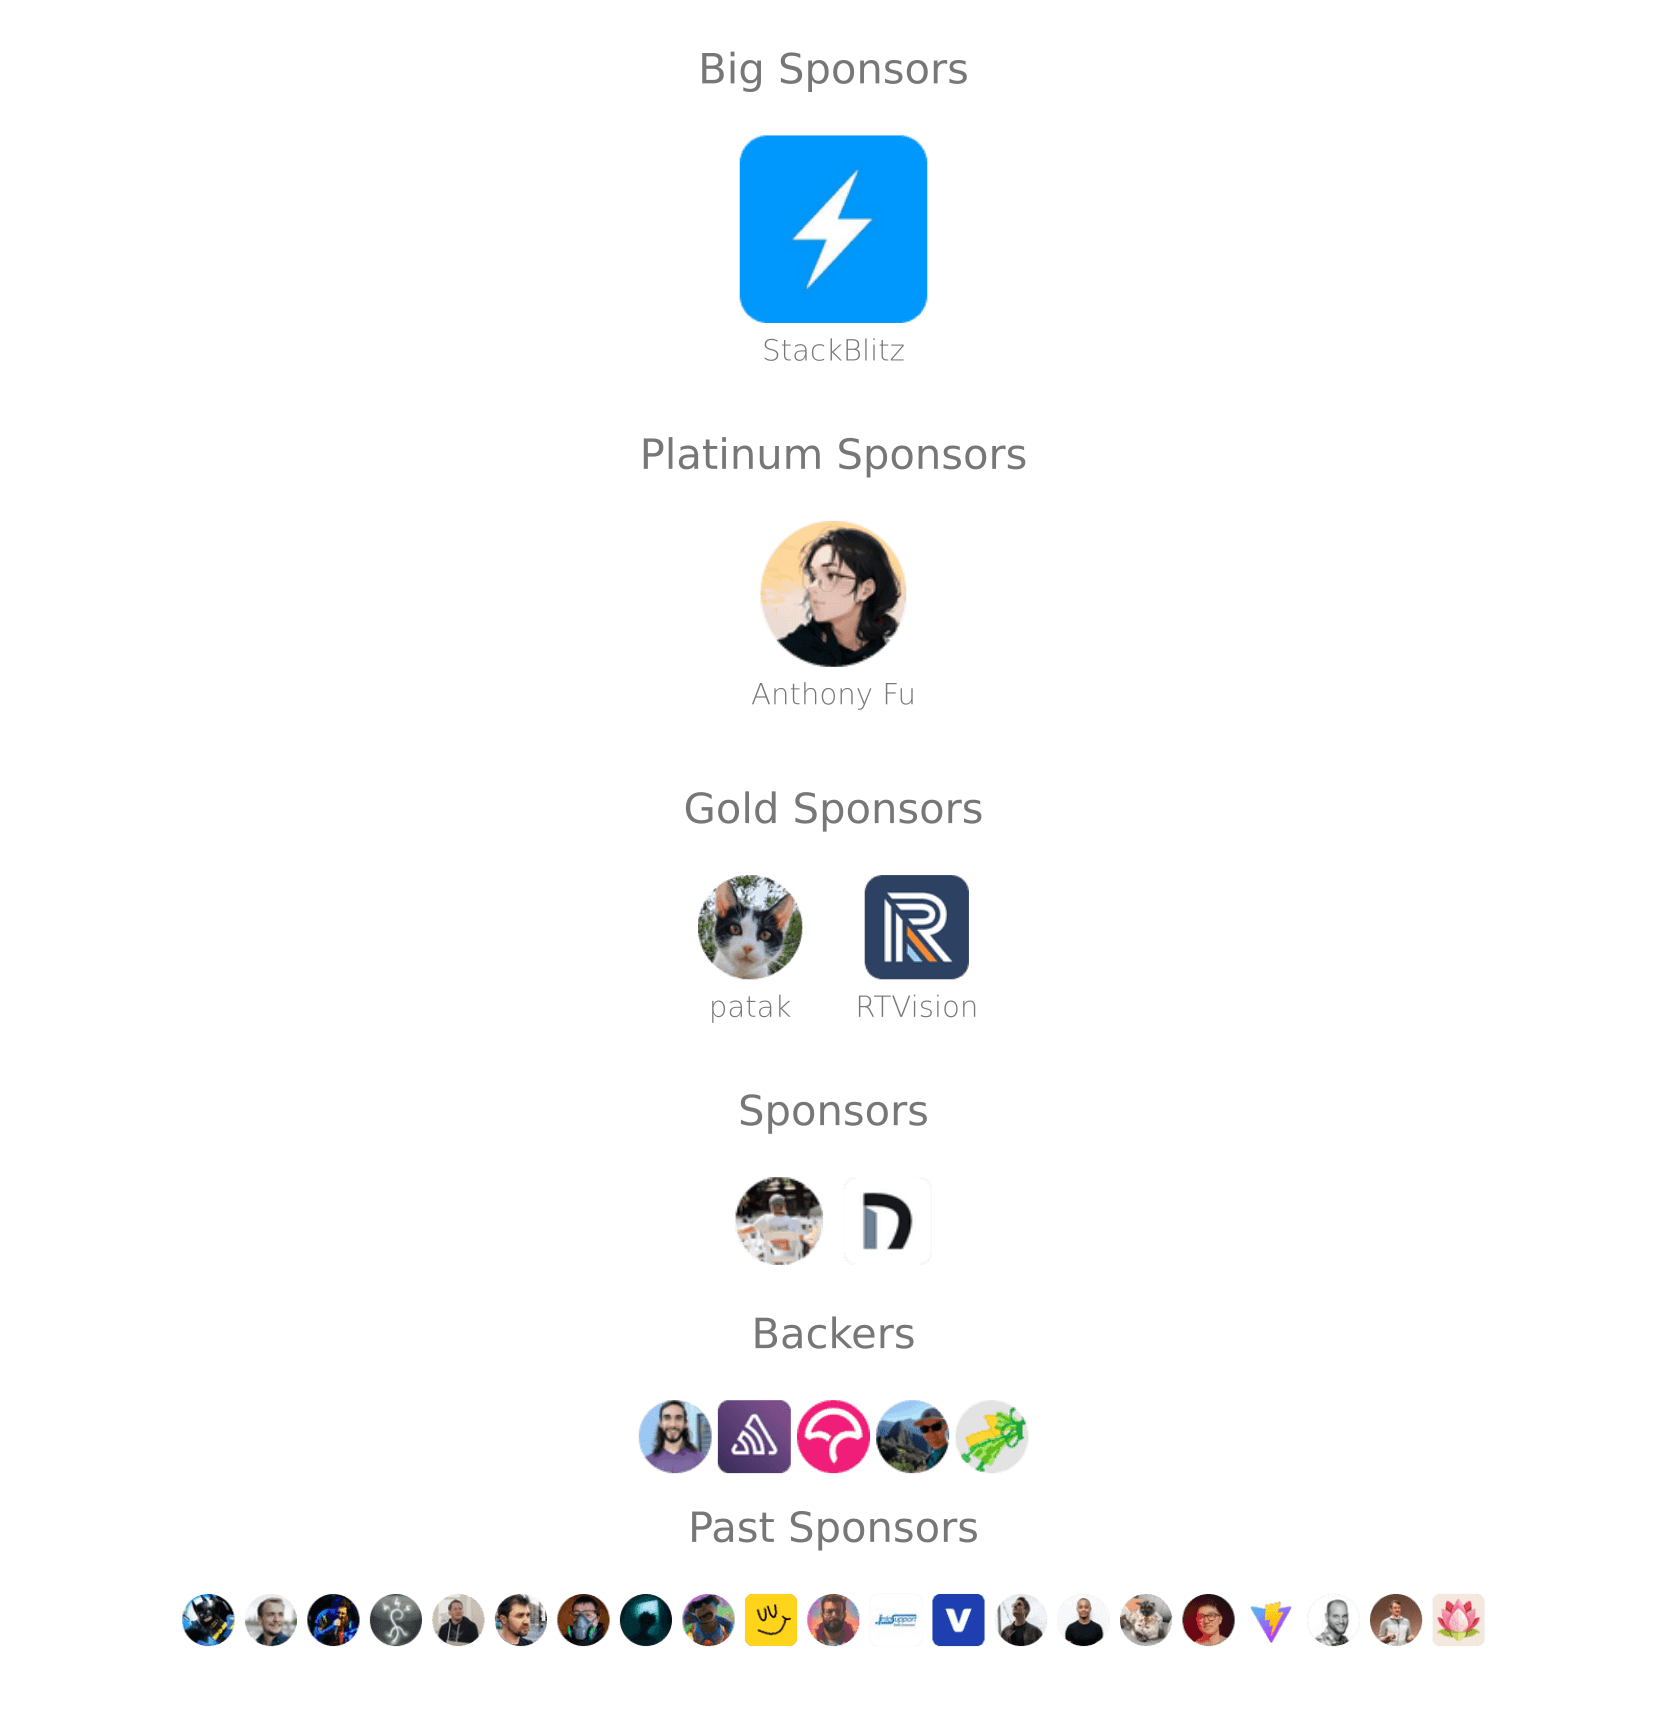 Big Sponsors
StackBlitz
Platinum Sponsors
Anthony Fu
Gold Sponsors
patak
RTVision
Sponsors
Backers
Past Sponsors